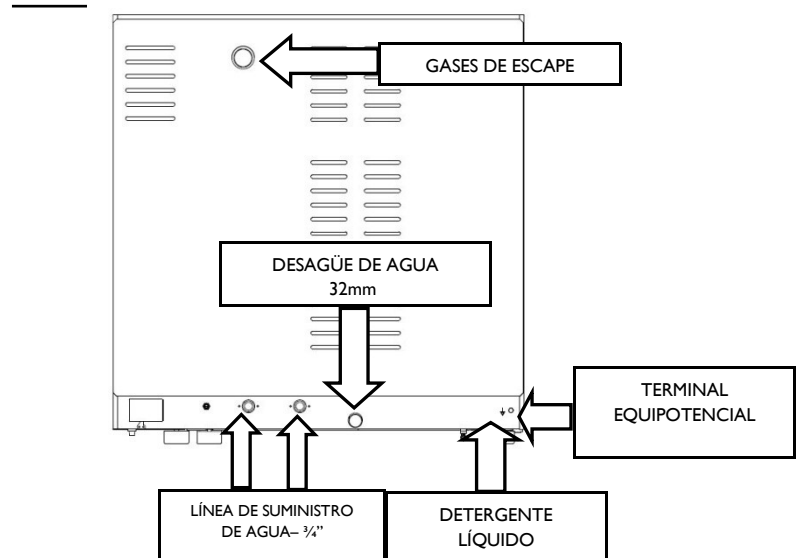 GASES DE ESCAPE
DESAGÜE DE AGUA
32mm
TERMINAL
EQUIPOTENCIAL
LÍNEA DE SUMINISTRO
DE AGUA– ¾”
DETERGENTE
LÍQUIDO